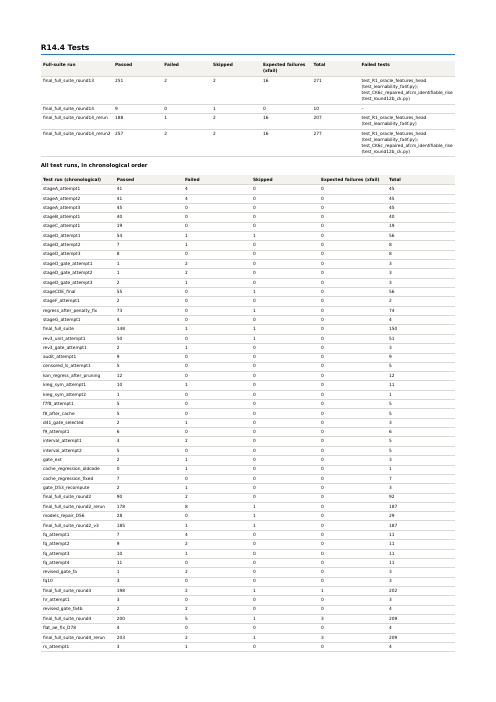 R14.4 Tests
Full-suite run Passed Failed Skipped Expected failures (xfail) Total Failed tests
final_full_suite_round13 251 2 2 16 271 test_R1_oracle_features_head (test_learnability_fa9f.py); test_CK6c_repaired_afcm_identifiable_rise (test_round12b_ck.py)
final_full_suite_round14 9 0 1 0 10 –
final_full_suite_round14_rerun 188 1 2 16 207 test_R1_oracle_features_head (test_learnability_fa9f.py)
final_full_suite_round14_rerun2 257 2 2 16 277 test_R1_oracle_features_head (test_learnability_fa9f.py); test_CK6c_repaired_afcm_identifiable_rise (test_round12b_ck.py)
All test runs, in chronological order
Test run (chronological) Passed Failed Skipped Expected failures (xfail) Total
stageA_attempt1 41 4 0 0 45
stageA_attempt2 41 4 0 0 45
stageA_attempt3 45 0 0 0 45
stageB_attempt1 40 0 0 0 40
stageC_attempt1 19 0 0 0 19
stageD_attempt1 54 1 1 0 56
stageD_attempt2 7 1 0 0 8
stageD_attempt3 8 0 0 0 8
stageD_gate_attempt1 1 2 0 0 3
stageD_gate_attempt2 1 2 0 0 3
stageD_gate_attempt3 2 1 0 0 3
stageCDE_final 55 0 1 0 56
stageF_attempt1 2 0 0 0 2
regress_after_penalty_fix 73 0 1 0 74
stageG_attempt1 4 0 0 0 4
final_full_suite 148 1 1 0 150
rev3_unit_attempt1 50 0 1 0 51
rev3_gate_attempt1 2 1 0 0 3
audit_attempt1 9 0 0 0 9
censored_ls_attempt1 5 0 0 0 5
kan_regress_after_pruning 12 0 0 0 12
kreg_sym_attempt1 10 1 0 0 11
kreg_sym_attempt2 1 0 0 0 1
f7f8_attempt1 5 0 0 0 5
f8_after_cache 5 0 0 0 5
d41_gate_selected 2 1 0 0 3
f9_attempt1 6 0 0 0 6
interval_attempt1 3 2 0 0 5
interval_attempt2 5 0 0 0 5
gate_ext 2 1 0 0 3
cache_regression_oldcode 0 1 0 0 1
cache_regression_fixed 7 0 0 0 7
gate_D53_recompute 2 1 0 0 3
final_full_suite_round2 90 2 0 0 92
final_full_suite_round2_rerun 178 8 1 0 187
models_repair_D56 28 0 1 0 29
final_full_suite_round2_v3 185 1 1 0 187
fq_attempt1 7 4 0 0 11
fq_attempt2 9 2 0 0 11
fq_attempt3 10 1 0 0 11
fq_attempt4 11 0 0 0 11
revised_gate_fa 1 2 0 0 3
fq10 3 0 0 0 3
final_full_suite_round3 198 2 1 1 202
hr_attempt1 3 0 0 0 3
revised_gate_fa4b 2 2 0 0 4
final_full_suite_round4 200 5 1 3 209
flat_ae_fix_D78 4 0 0 0 4
final_full_suite_round4_rerun 203 2 1 3 209
rs_attempt1 3 1 0 0 4